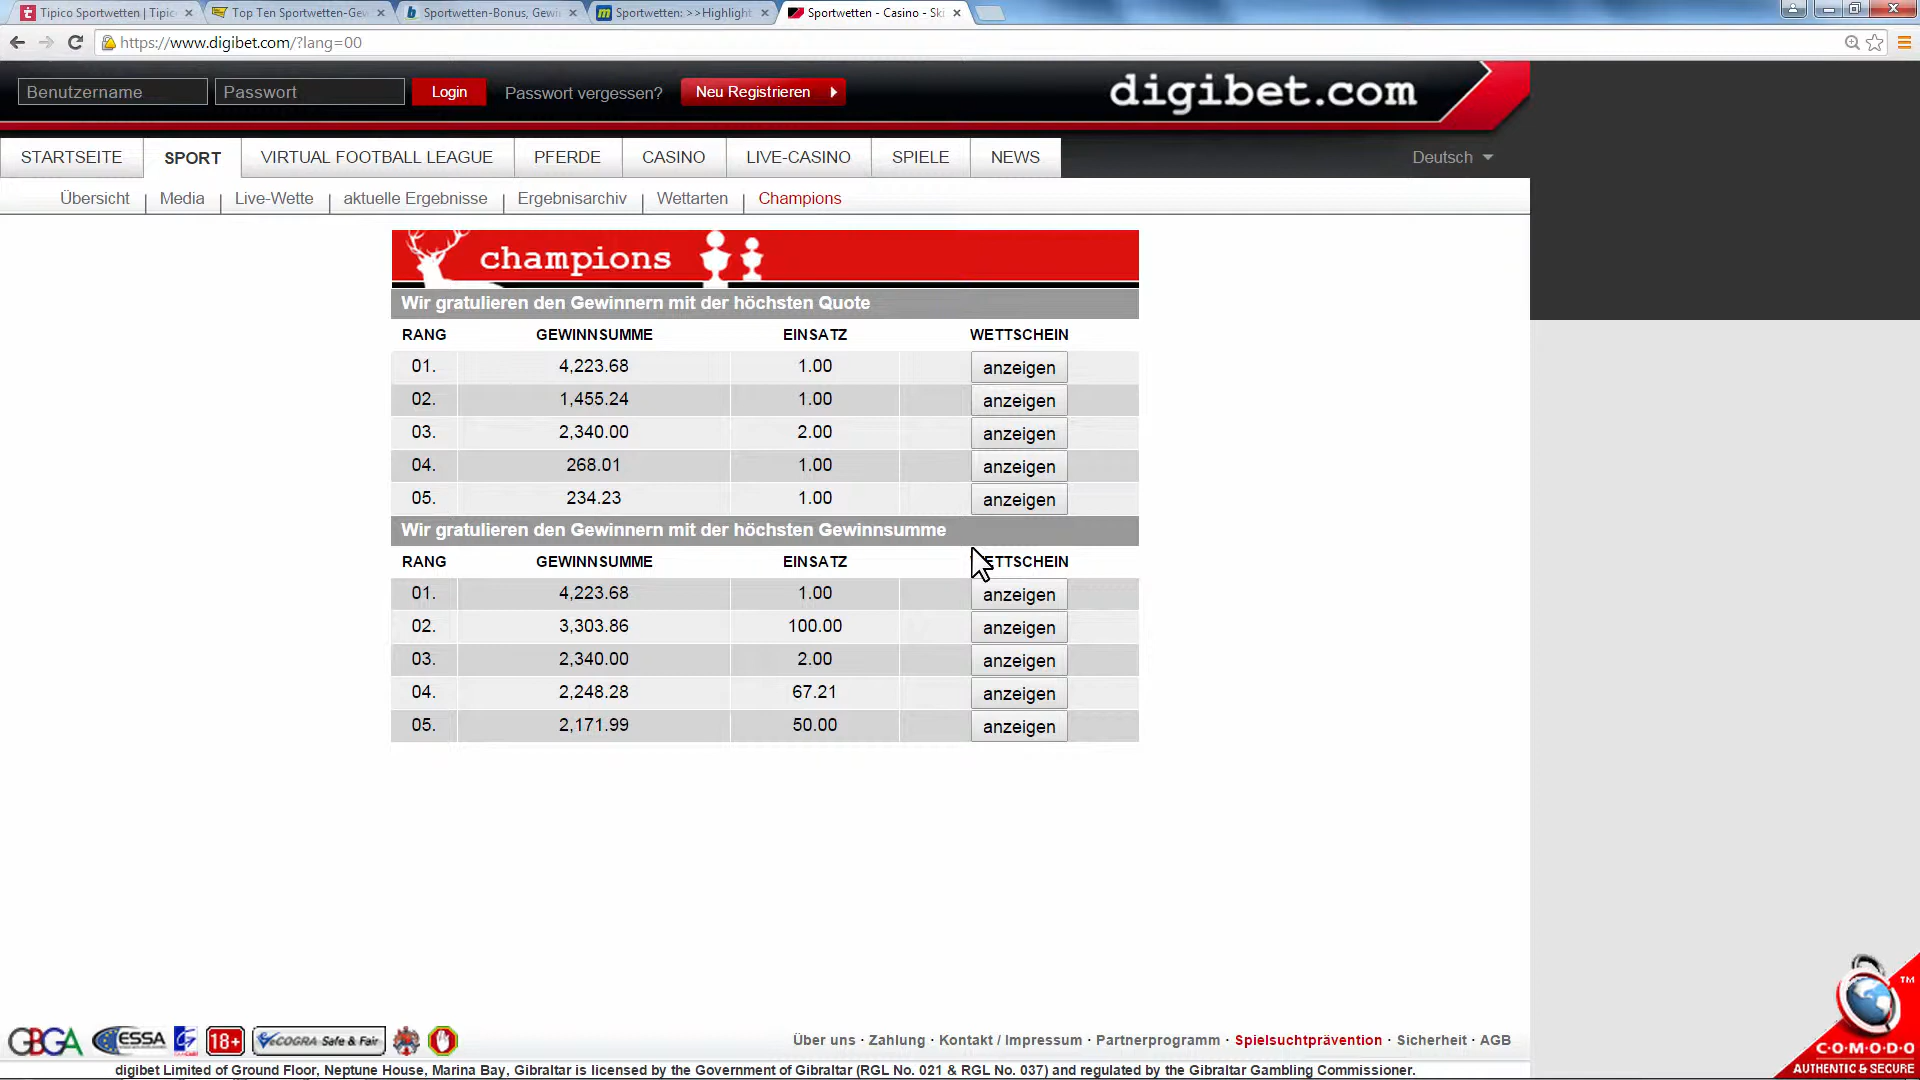 Tipico Sportwetten | Tipic
Top Ten Sportwetten-Gew
Sportwetten-Bonus, Gewi
Sportwetten: >>Highlight
Sportwetten - Casino - Ski
https://www.digibet.com/?lang=00
Benutzername
Passwort
Login
Passwort vergessen?
Neu Registrieren
digibet.com
STARTSEITE
SPORT
VIRTUAL FOOTBALL LEAGUE
PFERDE
CASINO
LIVE-CASINO
SPIELE
NEWS
Deutsch
Übersicht
Media
Live-Wette
aktuelle Ergebnisse
Ergebnisarchiv
Wettarten
Champions
champions
Wir gratulieren den Gewinnern mit der höchsten Quote
RANG GEWINNSUMME EINSATZ WETTSCHEIN
01. 4,223.68 1.00 anzeigen
02. 1,455.24 1.00 anzeigen
03. 2,340.00 2.00 anzeigen
04. 268.01 1.00 anzeigen
05. 234.23 1.00 anzeigen
Wir gratulieren den Gewinnern mit der höchsten Gewinnsumme
RANG GEWINNSUMME EINSATZ ETTSCHEIN
01. 4,223.68 1.00 anzeigen
02. 3,303.86 100.00 anzeigen
03. 2,340.00 2.00 anzeigen
04. 2,248.28 67.21 anzeigen
05. 2,171.99 50.00 anzeigen
GBGA
ESSA
18+
eCOGRA Safe & Fair
Über uns · Zahlung · Kontakt / Impressum · Partnerprogramm · Spielsuchtprävention · Sicherheit · AGB
digibet Limited of Ground Floor, Neptune House, Marina Bay, Gibraltar is licensed by the Government of Gibraltar (RGL No. 021 & RGL No. 037) and regulated by the Gibraltar Gambling Commissioner.
TM
C·O·M·O·D·O
AUTHENTIC & SECURE